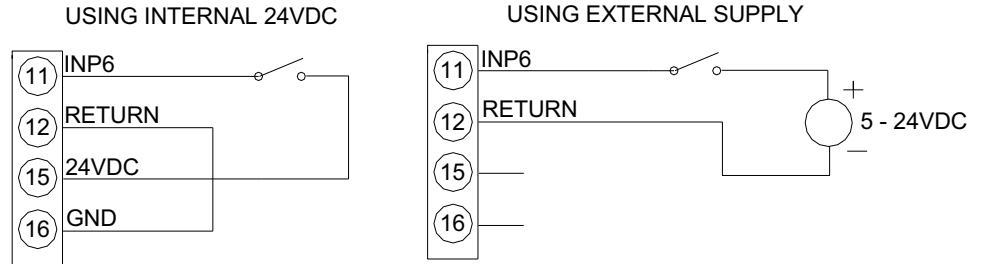 USING INTERNAL 24VDC
11 INP6
12 RETURN
15 24VDC
16 GND
USING EXTERNAL SUPPLY
11 INP6
12 RETURN
15
16
+
5 - 24VDC
—